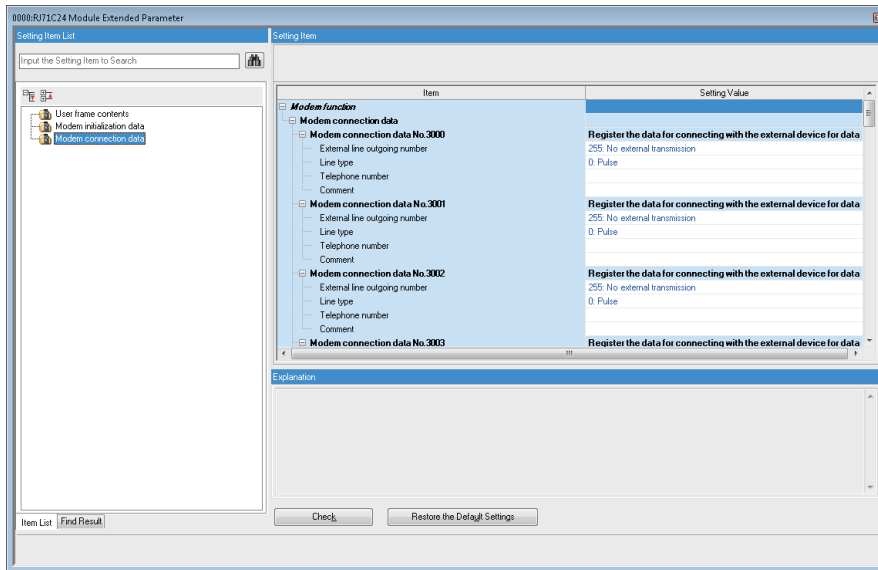 0000:RJ71C24 Module Extended Parameter
Setting Item List
Input the Setting Item to Search
User frame contents
Modem initialization data
Modem connection data
Item List
Find Result
Setting Item
Item Setting Value
Modem function
Modem connection data
Modem connection data No.3000 Register the data for connecting with the external device for data
External line outgoing number 255: No external transmission
Line type 0: Pulse
Telephone number
Comment
Modem connection data No.3001 Register the data for connecting with the external device for data
External line outgoing number 255: No external transmission
Line type 0: Pulse
Telephone number
Comment
Modem connection data No.3002 Register the data for connecting with the external device for data
External line outgoing number 255: No external transmission
Line type 0: Pulse
Telephone number
Comment
Modem connection data No.3003 Register the data for connecting with the external device for data
Explanation
Check Restore the Default Settings